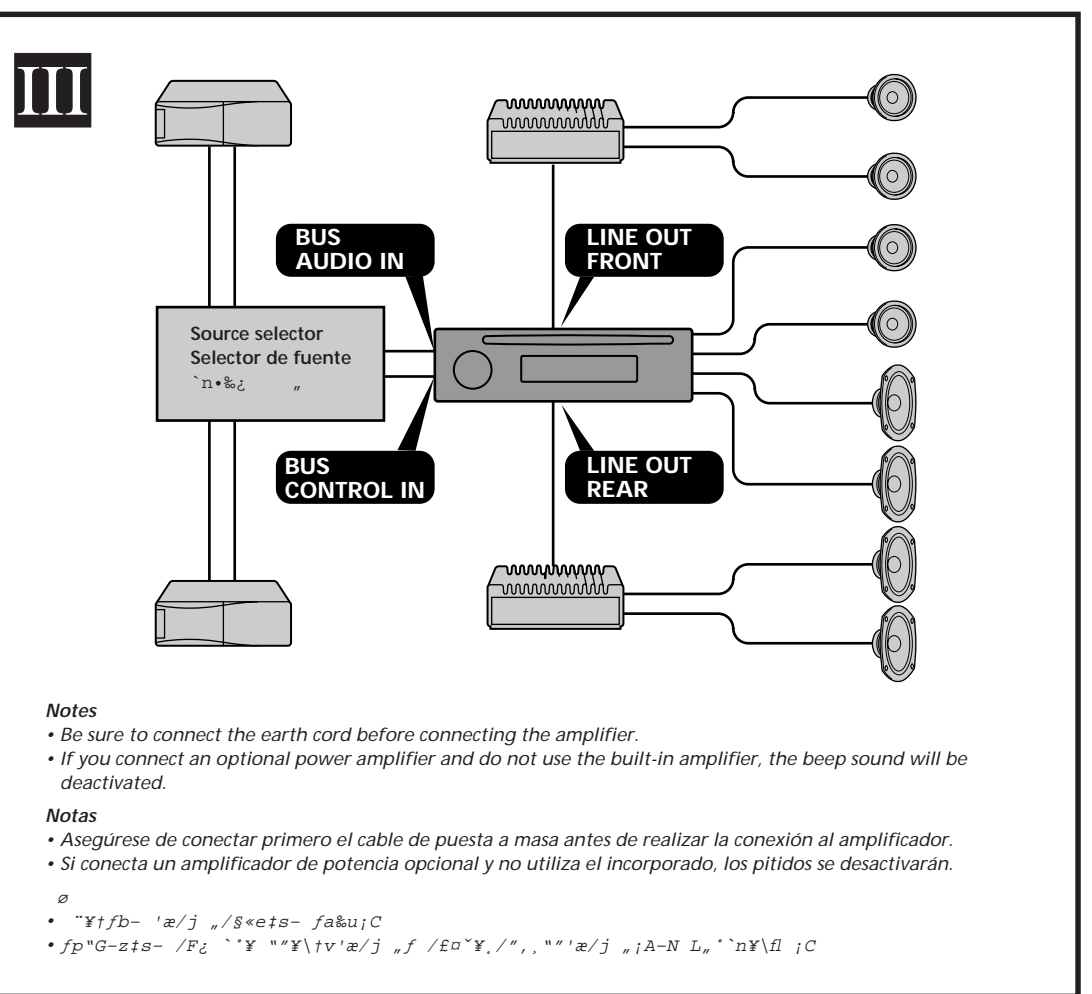 III
BUS
AUDIO IN
LINE OUT
FRONT
Source selector
Selector de fuente
`n•‰¿ „
BUS
CONTROL IN
LINE OUT
REAR
Notes
• Be sure to connect the earth cord before connecting the amplifier.
• If you connect an optional power amplifier and do not use the built-in amplifier, the beep sound will be
deactivated.
Notas
• Asegúrese de conectar primero el cable de puesta a masa antes de realizar la conexión al amplificador.
• Si conecta un amplificador de potencia opcional y no utiliza el incorporado, los pitidos se desactivarán.
ø
• ¨¥†fb– 'æ/j „/§«e‡s– fa‰u¡C